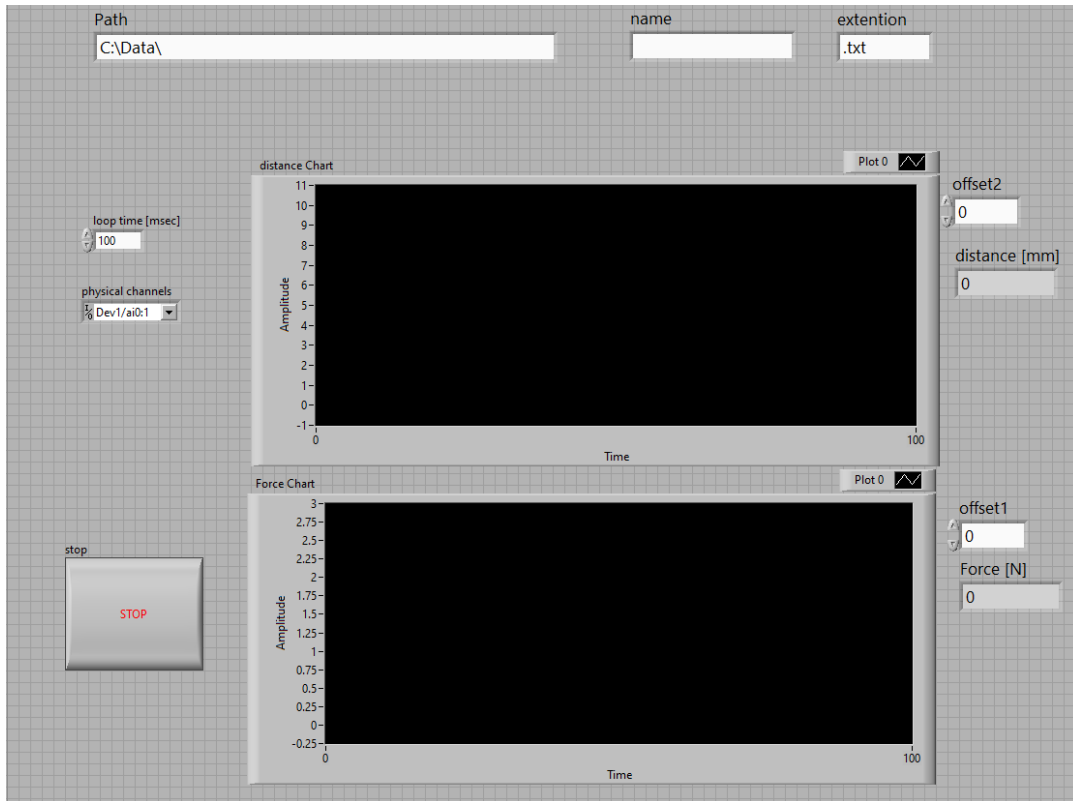 Path name extention
C:\Data\ .txt
distance Chart Plot 0
11
10
9
8
7
6
5
4
3
2
1
0
-1
Amplitude
0 100
Time
offset2
0
distance [mm]
0
loop time [msec]
100
physical channels
I/0 Dev1/ai0:1
Force Chart Plot 0
3
2.75
2.5
2.25
2
1.75
1.5
1.25
1
0.75
0.5
0.25
0
-0.25
Amplitude
0 100
Time
offset1
0
Force [N]
0
stop
STOP